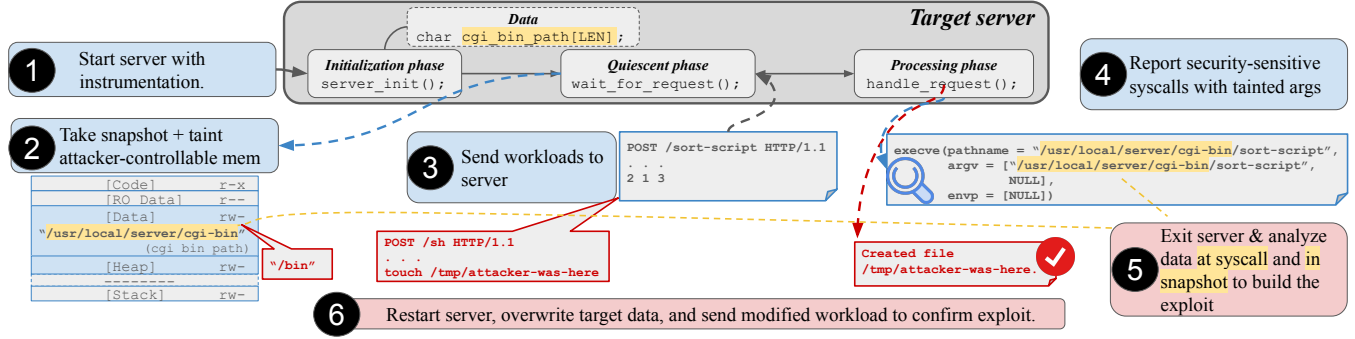 Target server
Data
char cgi_bin_path[LEN];
Initialization phase
server_init();
Quiescent phase
wait_for_request();
Processing phase
handle_request();
1
Start server with
instrumentation.
2
Take snapshot + taint
attacker-controllable mem
[Code] r-x
[RO Data] r--
[Data] rw-
“/usr/local/server/cgi-bin”
(cgi bin path)
[Heap] rw-
--------
[Stack] rw-
“/bin”
3
Send workloads to
server
POST /sort-script HTTP/1.1
. . .
2 1 3
POST /sh HTTP/1.1
. . .
touch /tmp/attacker-was-here
4
Report security-sensitive
syscalls with tainted args
execve(pathname = “/usr/local/server/cgi-bin/sort-script”,
argv = [“/usr/local/server/cgi-bin/sort-script”,
NULL],
envp = [NULL])
Created file
/tmp/attacker-was-here.
5
Exit server & analyze
data at syscall and in
snapshot to build the
exploit
6
Restart server, overwrite target data, and send modified workload to confirm exploit.